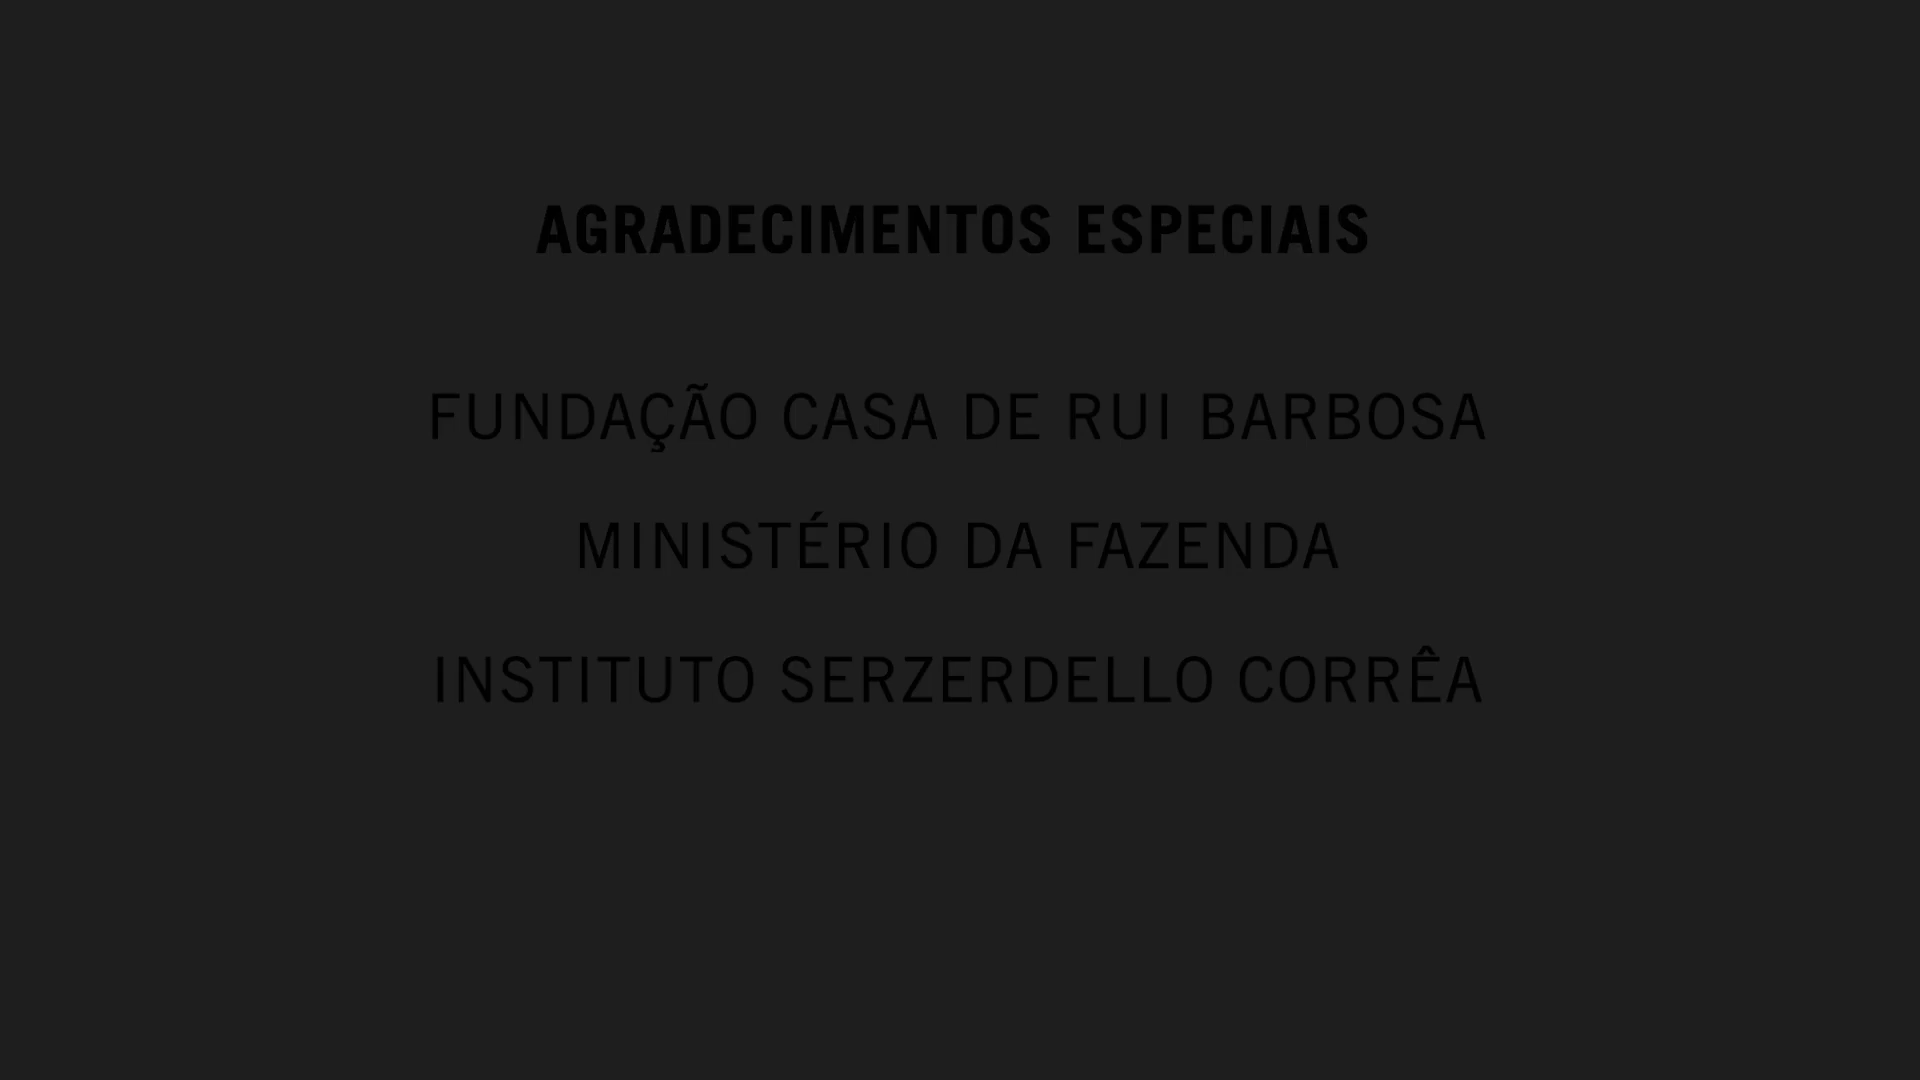 AGRADECIMENTOS ESPECIAIS
FUNDAÇÃO CASA DE RUI BARBOSA
MINISTÉRIO DA FAZENDA
INSTITUTO SERZERDELLO CORRÊA